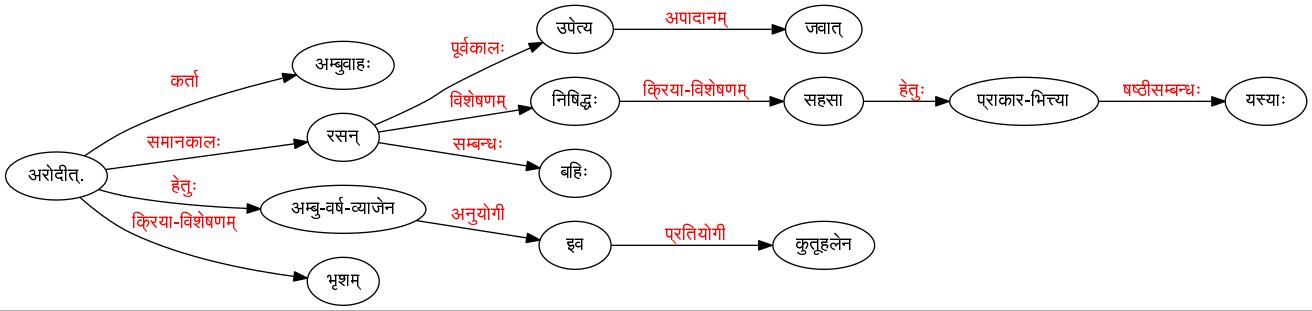 उपेत्य
अपादानम्
जवात्
पूर्वकालः
अम्बुवाहः
कर्ता
विशेषणम्
निषिद्धः
क्रिया-विशेषणम्
सहसा
हेतुः
प्राकार-भित्त्या
षष्ठीसम्बन्धः
यस्याः
समानकालः
रसन्
सम्बन्धः
बहिः
अरोदीत्.
हेतुः
अम्बु-वर्ष-व्याजेन
अनुयोगी
इव
प्रतियोगी
कुतूहलेन
क्रिया-विशेषणम्
भृशम्